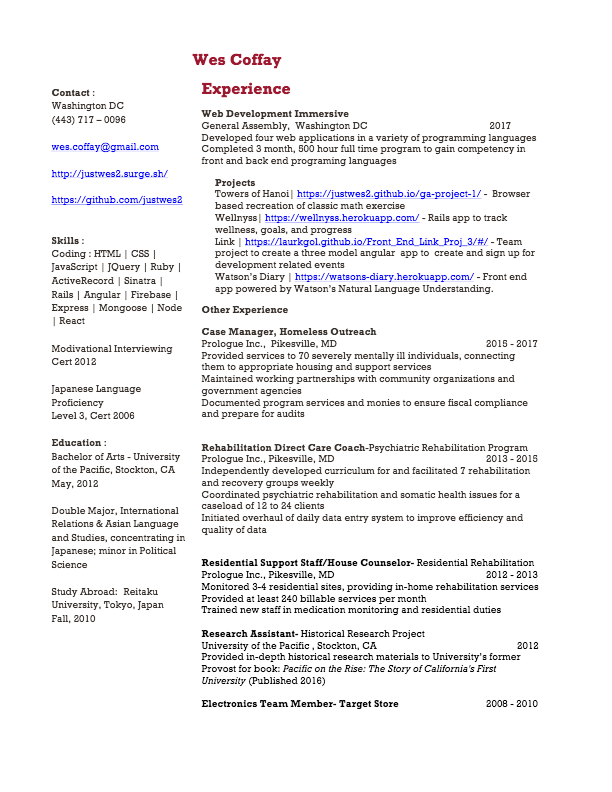 Wes Coffay
Contact :
Washington DC
(443) 717 – 0096
wes.coffay@gmail.com
http://justwes2.surge.sh/
https://github.com/justwes2
Skills :
Coding : HTML | CSS |
JavaScript | JQuery | Ruby |
ActiveRecord | Sinatra |
Rails | Angular | Firebase |
Express | Mongoose | Node
| React
Modivational Interviewing
Cert 2012
Japanese Language
Proficiency
Level 3, Cert 2006
Education :
Bachelor of Arts - University
of the Pacific, Stockton, CA
May, 2012
Double Major, International
Relations & Asian Language
and Studies, concentrating in
Japanese; minor in Political
Science
Study Abroad:  Reitaku
University, Tokyo, Japan
Fall, 2010
Experience
Web Development Immersive
General Assembly,  Washington DC 2017
Developed four web applications in a variety of programming languages
Completed 3 month, 500 hour full time program to gain competency in
front and back end programing languages
Projects
Towers of Hanoi| https://justwes2.github.io/ga-project-1/ -  Browser
based recreation of classic math exercise
Wellnyss| https://wellnyss.herokuapp.com/ - Rails app to track
wellness, goals, and progress
Link | https://laurkgol.github.io/Front_End_Link_Proj_3/#/ - Team
project to create a three model angular  app to  create and sign up for
development related events
Watson's Diary | https://watsons-diary.herokuapp.com/ - Front end
app powered by Watson's Natural Language Understanding.
Other Experience
Case Manager, Homeless Outreach
Prologue Inc.,  Pikesville, MD 2015 - 2017
Provided services to 70 severely mentally ill individuals, connecting
them to appropriate housing and support services
Maintained working partnerships with community organizations and
government agencies
Documented program services and monies to ensure fiscal compliance
and prepare for audits
Rehabilitation Direct Care Coach-Psychiatric Rehabilitation Program
Prologue Inc., Pikesville, MD 2013 - 2015
Independently developed curriculum for and facilitated 7 rehabilitation
and recovery groups weekly
Coordinated psychiatric rehabilitation and somatic health issues for a
caseload of 12 to 24 clients
Initiated overhaul of daily data entry system to improve efficiency and
quality of data
Residential Support Staff/House Counselor- Residential Rehabilitation
Prologue Inc., Pikesville, MD 2012 - 2013
Monitored 3-4 residential sites, providing in-home rehabilitation services
Provided at least 240 billable services per month
Trained new staff in medication monitoring and residential duties
Research Assistant- Historical Research Project
University of the Pacific , Stockton, CA 2012
Provided in-depth historical research materials to University's former
Provost for book: Pacific on the Rise: The Story of California's First
University (Published 2016)
Electronics Team Member- Target Store 2008 - 2010